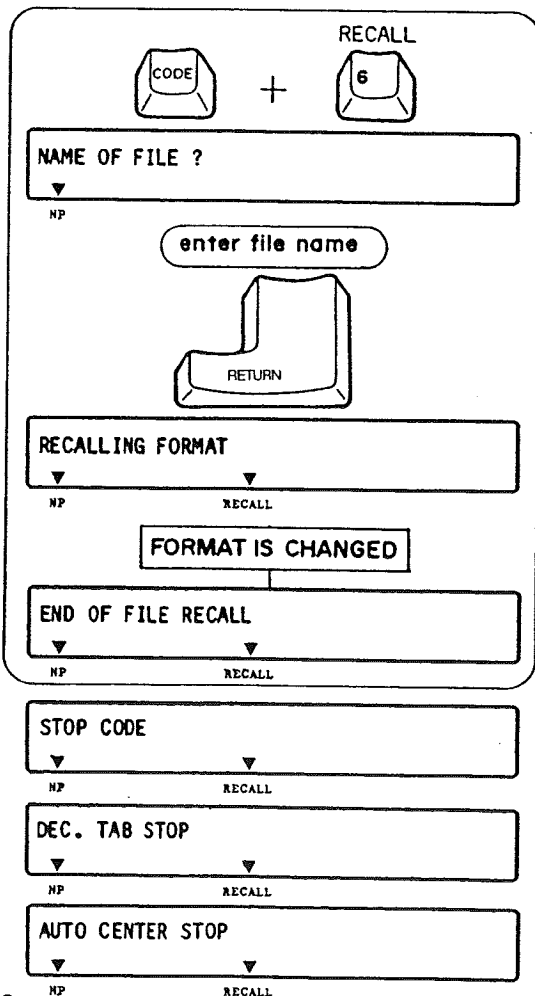 RECALL
CODE + 6
NAME OF FILE ?
NP
enter file name
RETURN
RECALLING FORMAT
NP RECALL
FORMAT IS CHANGED
END OF FILE RECALL
NP RECALL
STOP CODE
NP RECALL
DEC. TAB STOP
NP RECALL
AUTO CENTER STOP
NP RECALL